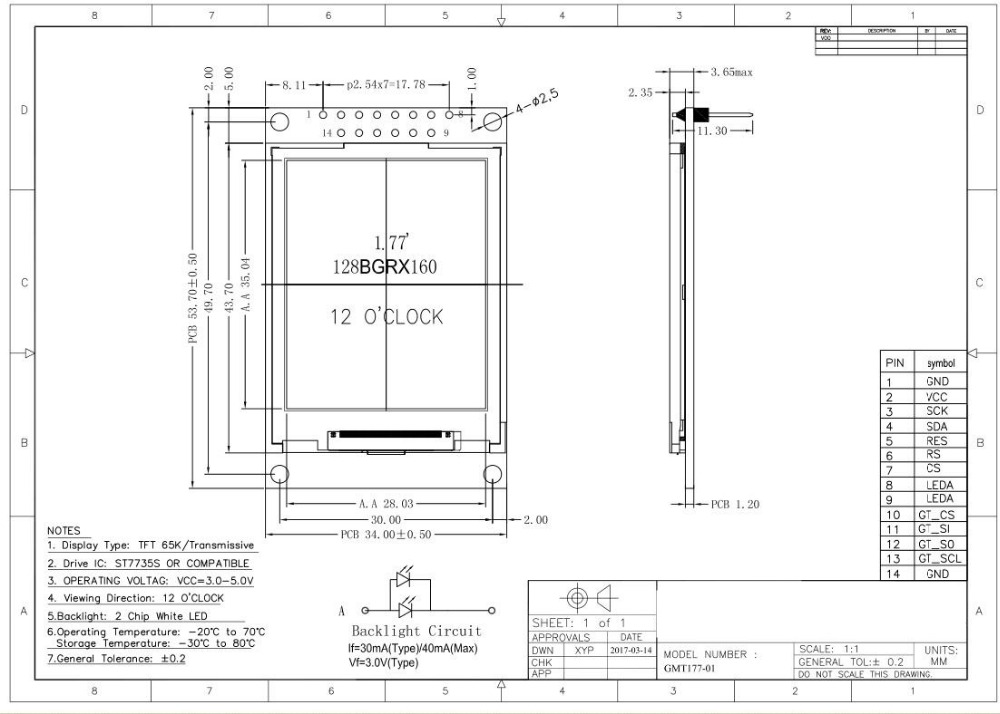 8 7 6 5 4 3 2 1
REV: DESCRIPTION BY DATE
V00
D D
2.00 5.00 8.11 p2.54x7=17.78 1.00 4-ø2,5 3.65max
2.35
1 8
14 9
11.30
1.77'
128BGRX160
12 O'CLOCK
PCB 53.70±0.50
49.70
43.70
A.A 35.04
C C
PIN symbol
1 GND
2 VCC
3 SCK
4 SDA
5 RES
6 RS
7 CS
8 LEDA
9 LEDA
10 GT_CS
11 GT_SI
12 GT_SO
13 GT_SCL
14 GND
B B
A.A 28.03
30.00 2.00
PCB 34.00±0.50
PCB 1.20
NOTES
1. Display Type: TFT 65K/Transmissive
2. Drive IC: ST7735S OR COMPATIBLE
3. OPERATING VOLTAG: VCC=3.0-5.0V
4. Viewing Direction: 12 O'CLOCK
5.Backlight: 2 Chip White LED
6.Operating Temperature: -20℃ to 70℃
Storage Temperature: -30℃ to 80℃
7.General Tolerance: ±0.2
A
Backlight Circuit
If=30mA(Type)/40mA(Max)
Vf=3.0V(Type)
A A
SHEET: 1 of 1
APPROVALS DATE
DWN XYP 2017-03-14
CHK
APP
MODEL NUMBER :
GMT177-01
SCALE: 1:1
GENERAL TOL:± 0.2
DO NOT SCALE THIS DRAWING.
UNITS:
MM
8 7 6 5 4 3 2 1